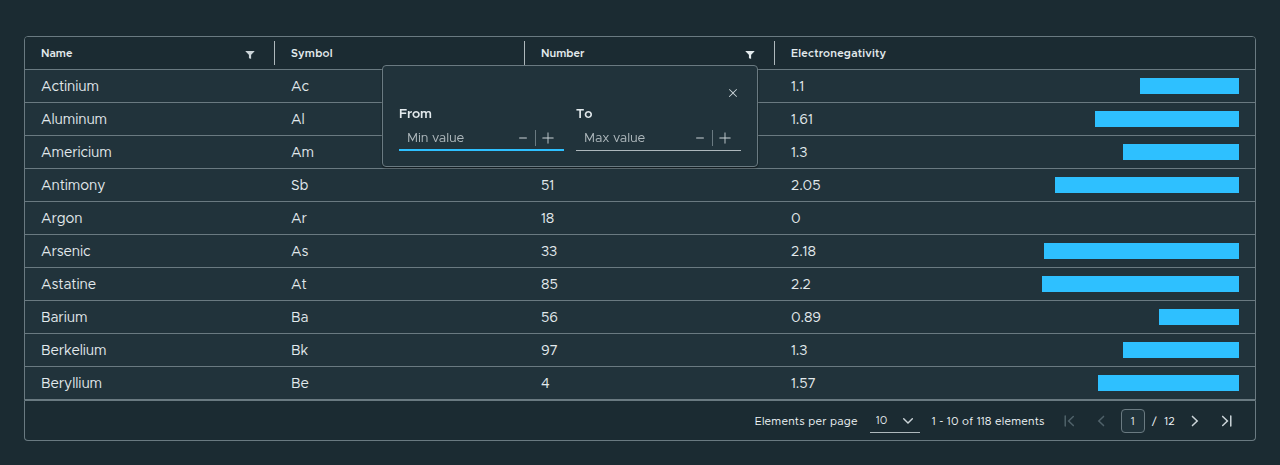 Name Symbol Number Electronegativity
Actinium Ac 1.1
From To
Aluminum Al 1.61
Min value Max value
Americium Am 1.3
Antimony Sb 51 2.05
Argon Ar 18 0
Arsenic As 33 2.18
Astatine At 85 2.2
Barium Ba 56 0.89
Berkelium Bk 97 1.3
Beryllium Be 4 1.57
Elements per page 10 1 - 10 of 118 elements 1 / 12